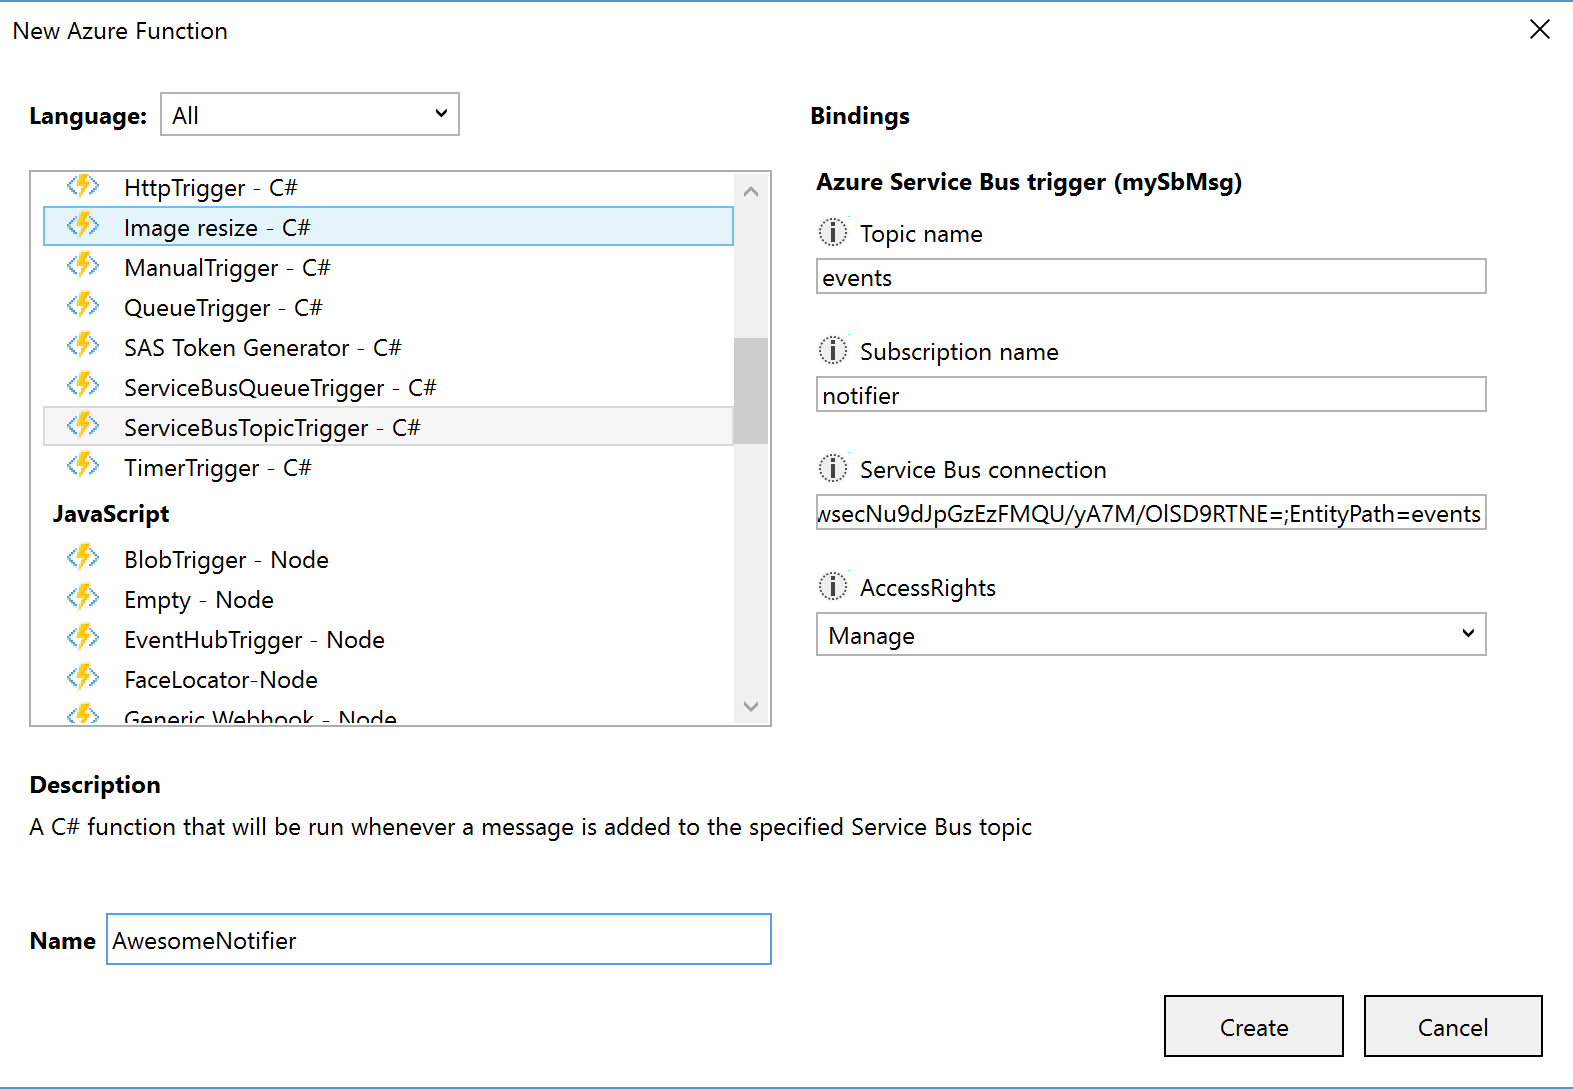 New Azure Function
Language: All
HttpTrigger - C#
Image resize - C#
ManualTrigger - C#
QueueTrigger - C#
SAS Token Generator - C#
ServiceBusQueueTrigger - C#
ServiceBusTopicTrigger - C#
TimerTrigger - C#
JavaScript
BlobTrigger - Node
Empty - Node
EventHubTrigger - Node
FaceLocator-Node
Generic Webhook - Node
Bindings
Azure Service Bus trigger (mySbMsg)
Topic name
events
Subscription name
notifier
Service Bus connection
wsecNu9dJpGzEzFMQU/yA7M/OlSD9RTNE=;EntityPath=events
AccessRights
Manage
Description
A C# function that will be run whenever a message is added to the specified Service Bus topic
Name AwesomeNotifier
Create Cancel